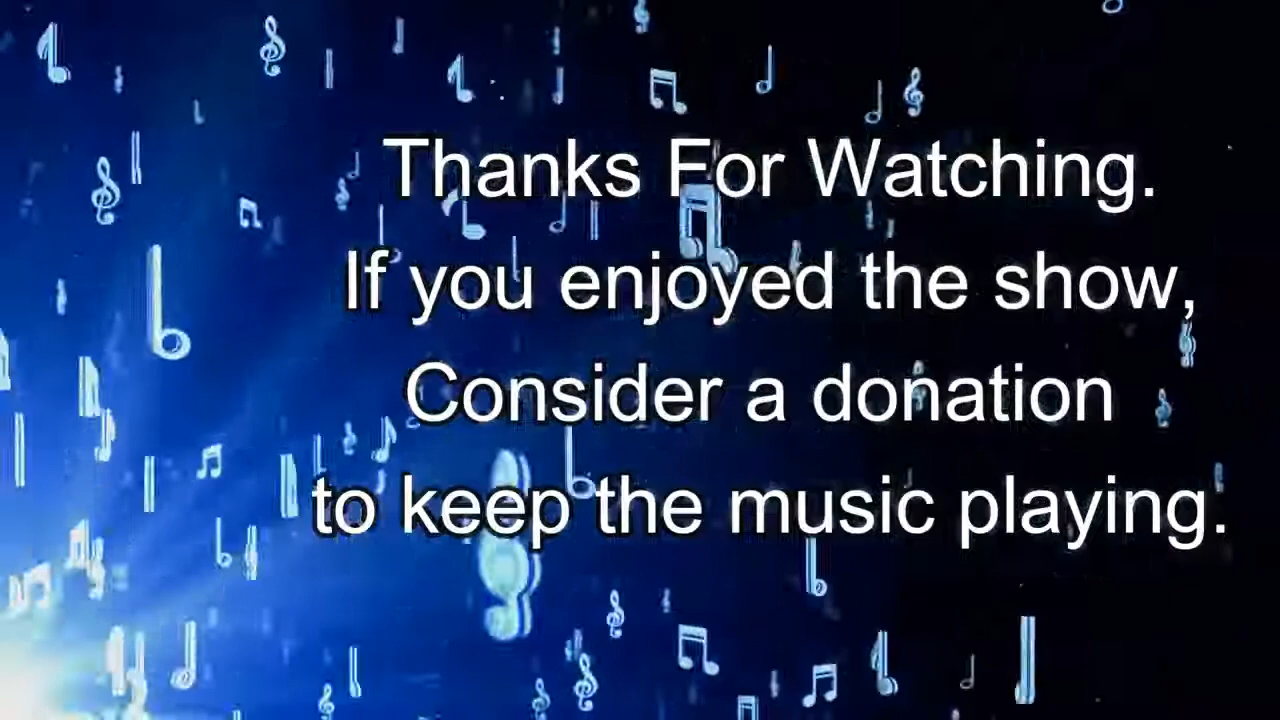 Thanks For Watching.
If you enjoyed the show,
Consider a donation
to keep the music playing.